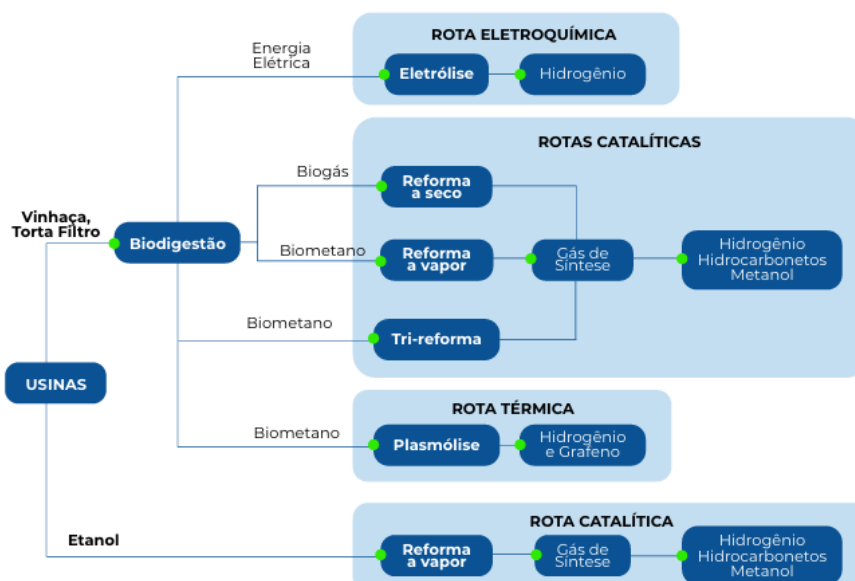 ROTA ELETROQUÍMICA
Energia
Elétrica
Eletrólise
Hidrogênio
ROTAS CATALÍTICAS
Biogás
Reforma
a seco
Vinhaça,
Torta Filtro
Biodigestão
Biometano
Reforma
a vapor
Gás de
Síntese
Hidrogênio
Hidrocarbonetos
Metanol
Biometano
Tri-reforma
USINAS
ROTA TÉRMICA
Biometano
Plasmólise
Hidrogênio
e Grafeno
ROTA CATALÍTICA
Etanol
Reforma
a vapor
Gás de
Síntese
Hidrogênio
Hidrocarbonetos
Metanol